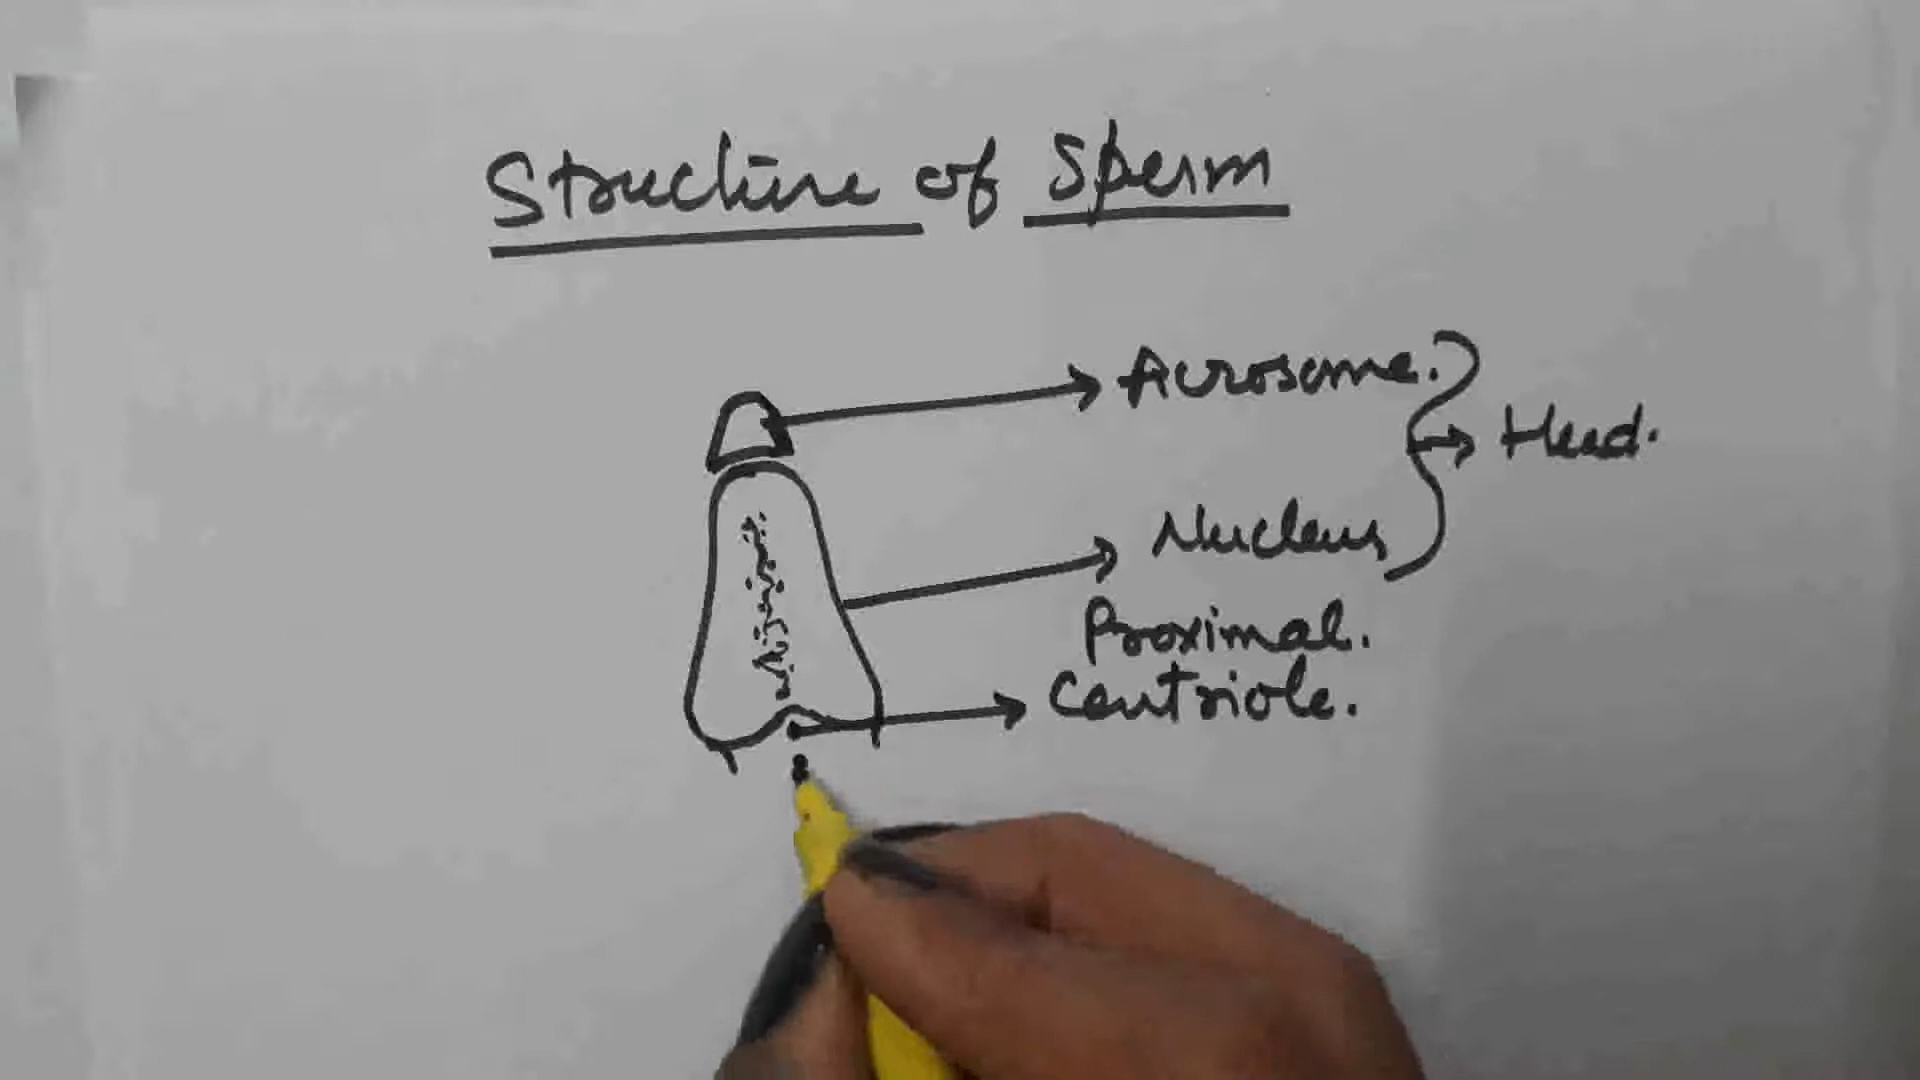 Structure of Sperm
Acrosome.
Head.
Nucleus
Proximal.
Centriole.